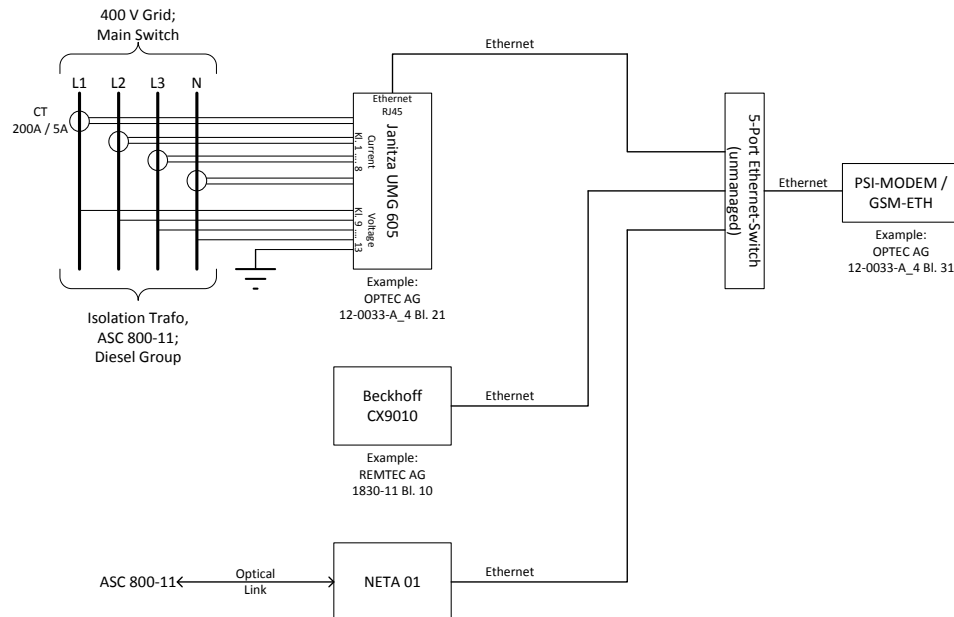 400 V Grid;
Main Switch
L1 L2 L3 N
CT
200A / 5A
Ethernet
RJ45
Janitza UMG 605
Current
Kl. 1 .... 8
Voltage
Kl. 9 .... 13
Example:
OPTEC AG
12-0033-A_4 Bl. 21
Isolation Trafo,
ASC 800-11;
Diesel Group
Ethernet
5-Port Ethernet-Switch
(unmanaged)
Ethernet
PSI-MODEM /
GSM-ETH
Example:
OPTEC AG
12-0033-A_4 Bl. 31
Beckhoff
CX9010
Ethernet
Example:
REMTEC AG
1830-11 Bl. 10
ASC 800-11
Optical
Link
NETA 01
Ethernet